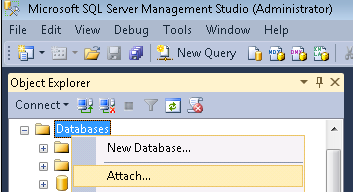 Microsoft SQL Server Management Studio (Administrator)
File Edit View Debug Tools Window Help
New Query
Object Explorer
Connect
Databases
New Database...
Attach...